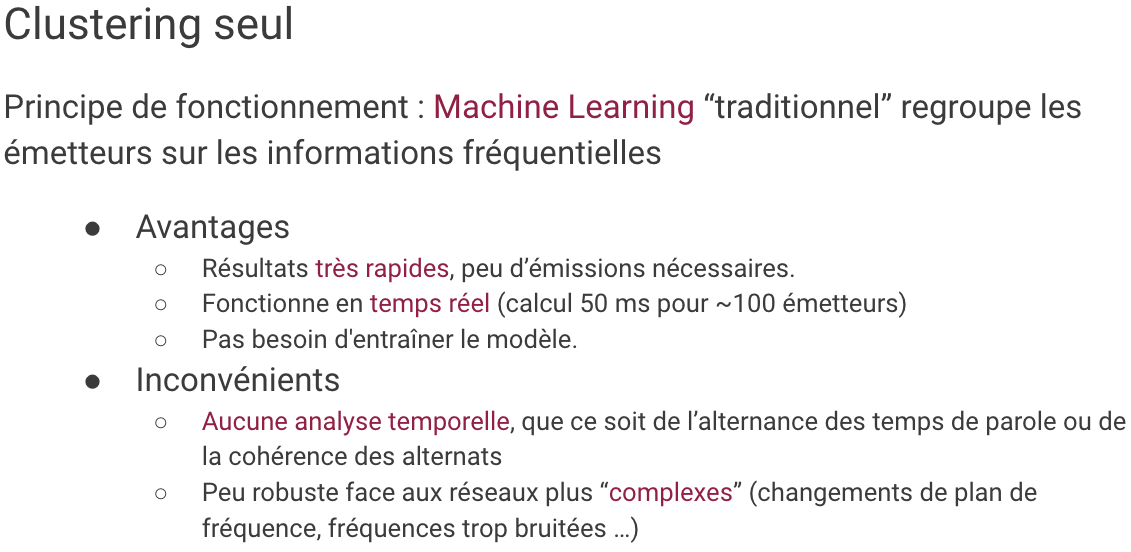 Clustering seul
Principe de fonctionnement : Machine Learning “traditionnel” regroupe les
émetteurs sur les informations fréquentielles
● Avantages
○ Résultats très rapides, peu d’émissions nécessaires.
○ Fonctionne en temps réel (calcul 50 ms pour ~100 émetteurs)
○ Pas besoin d'entraîner le modèle.
● Inconvénients
○ Aucune analyse temporelle, que ce soit de l’alternance des temps de parole ou de
la cohérence des alternats
○ Peu robuste face aux réseaux plus “complexes” (changements de plan de
fréquence, fréquences trop bruitées …)